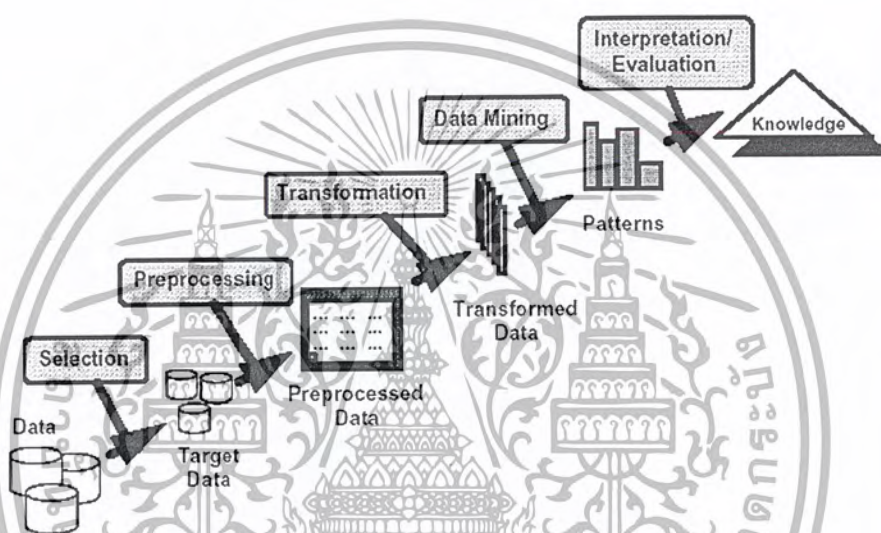 Interpretation/
Evaluation
Knowledge
Data Mining
Patterns
Transformation
Transformed
Data
Preprocessing
Preprocessed
Data
Selection
Target
Data
Data